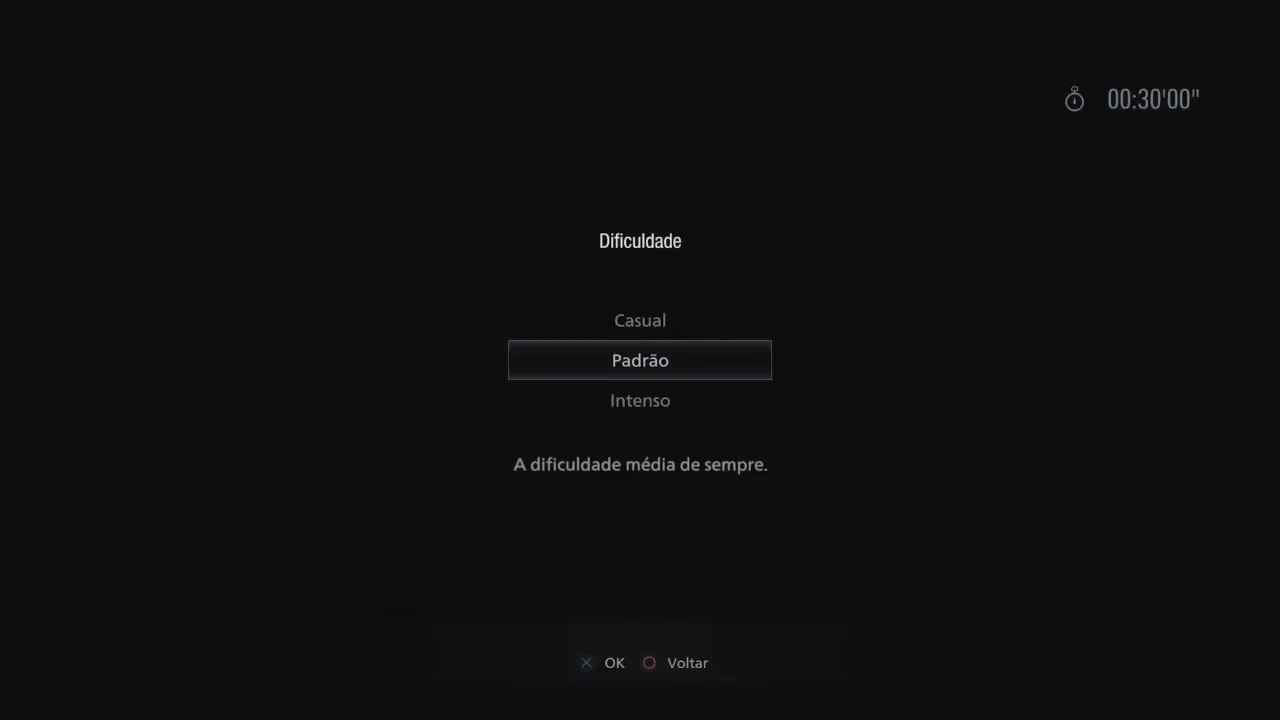 00:30'00"
Dificuldade
Casual
Padrão
Intenso
A dificuldade média de sempre.
OK Voltar